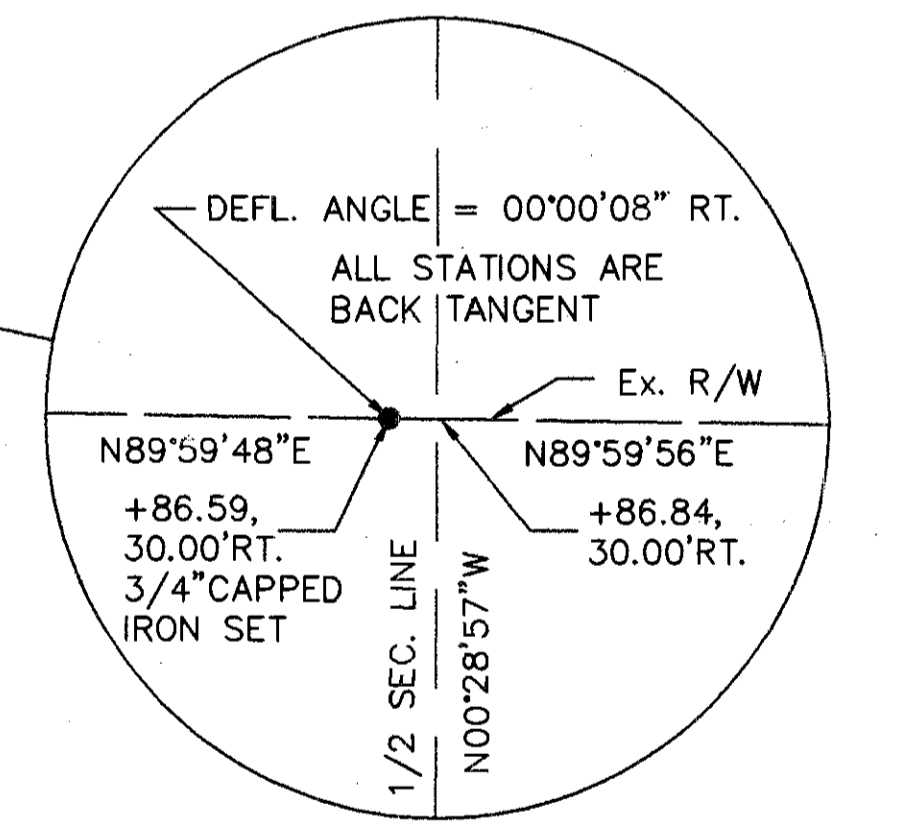 DEFL. ANGLE = 00°00'08" RT.
ALL STATIONS ARE
BACK TANGENT
Ex. R/W
N89°59'48"E
N89°59'56"E
+86.59,
30.00'RT.
3/4"CAPPED
IRON SET
+86.84,
30.00'RT.
1/2 SEC. LINE
N00°28'57"W